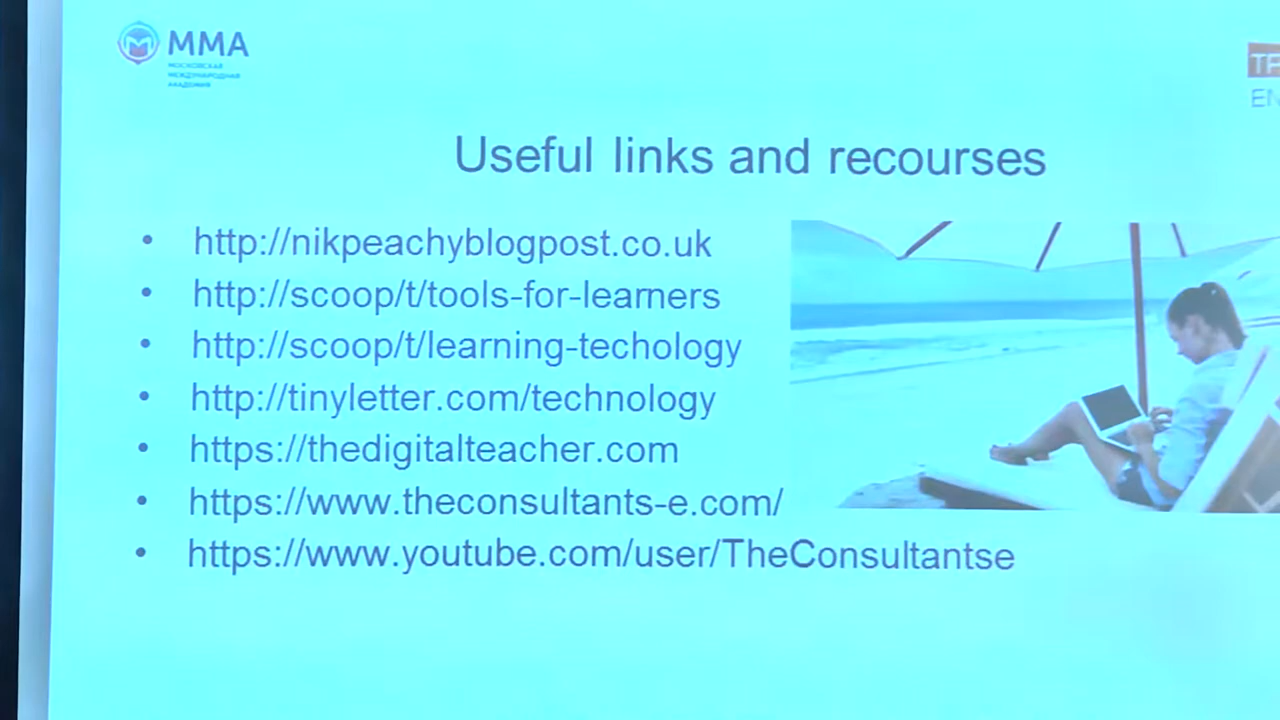 MMA
МОСКОВСКАЯ
МЕЖДУНАРОДНАЯ
АКАДЕМИЯ
TF
EN
Useful links and recourses
• http://nikpeachyblogpost.co.uk
• http://scoop/t/tools-for-learners
• http://scoop/t/learning-techology
• http://tinyletter.com/technology
• https://thedigitalteacher.com
• https://www.theconsultants-e.com/
• https://www.youtube.com/user/TheConsultantse